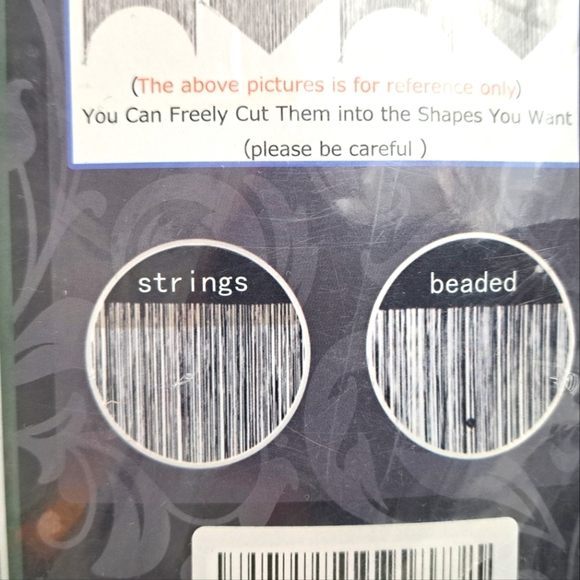 (The above pictures is for reference only)
You Can Freely Cut Them into the Shapes You Want
(please be careful )
strings
beaded